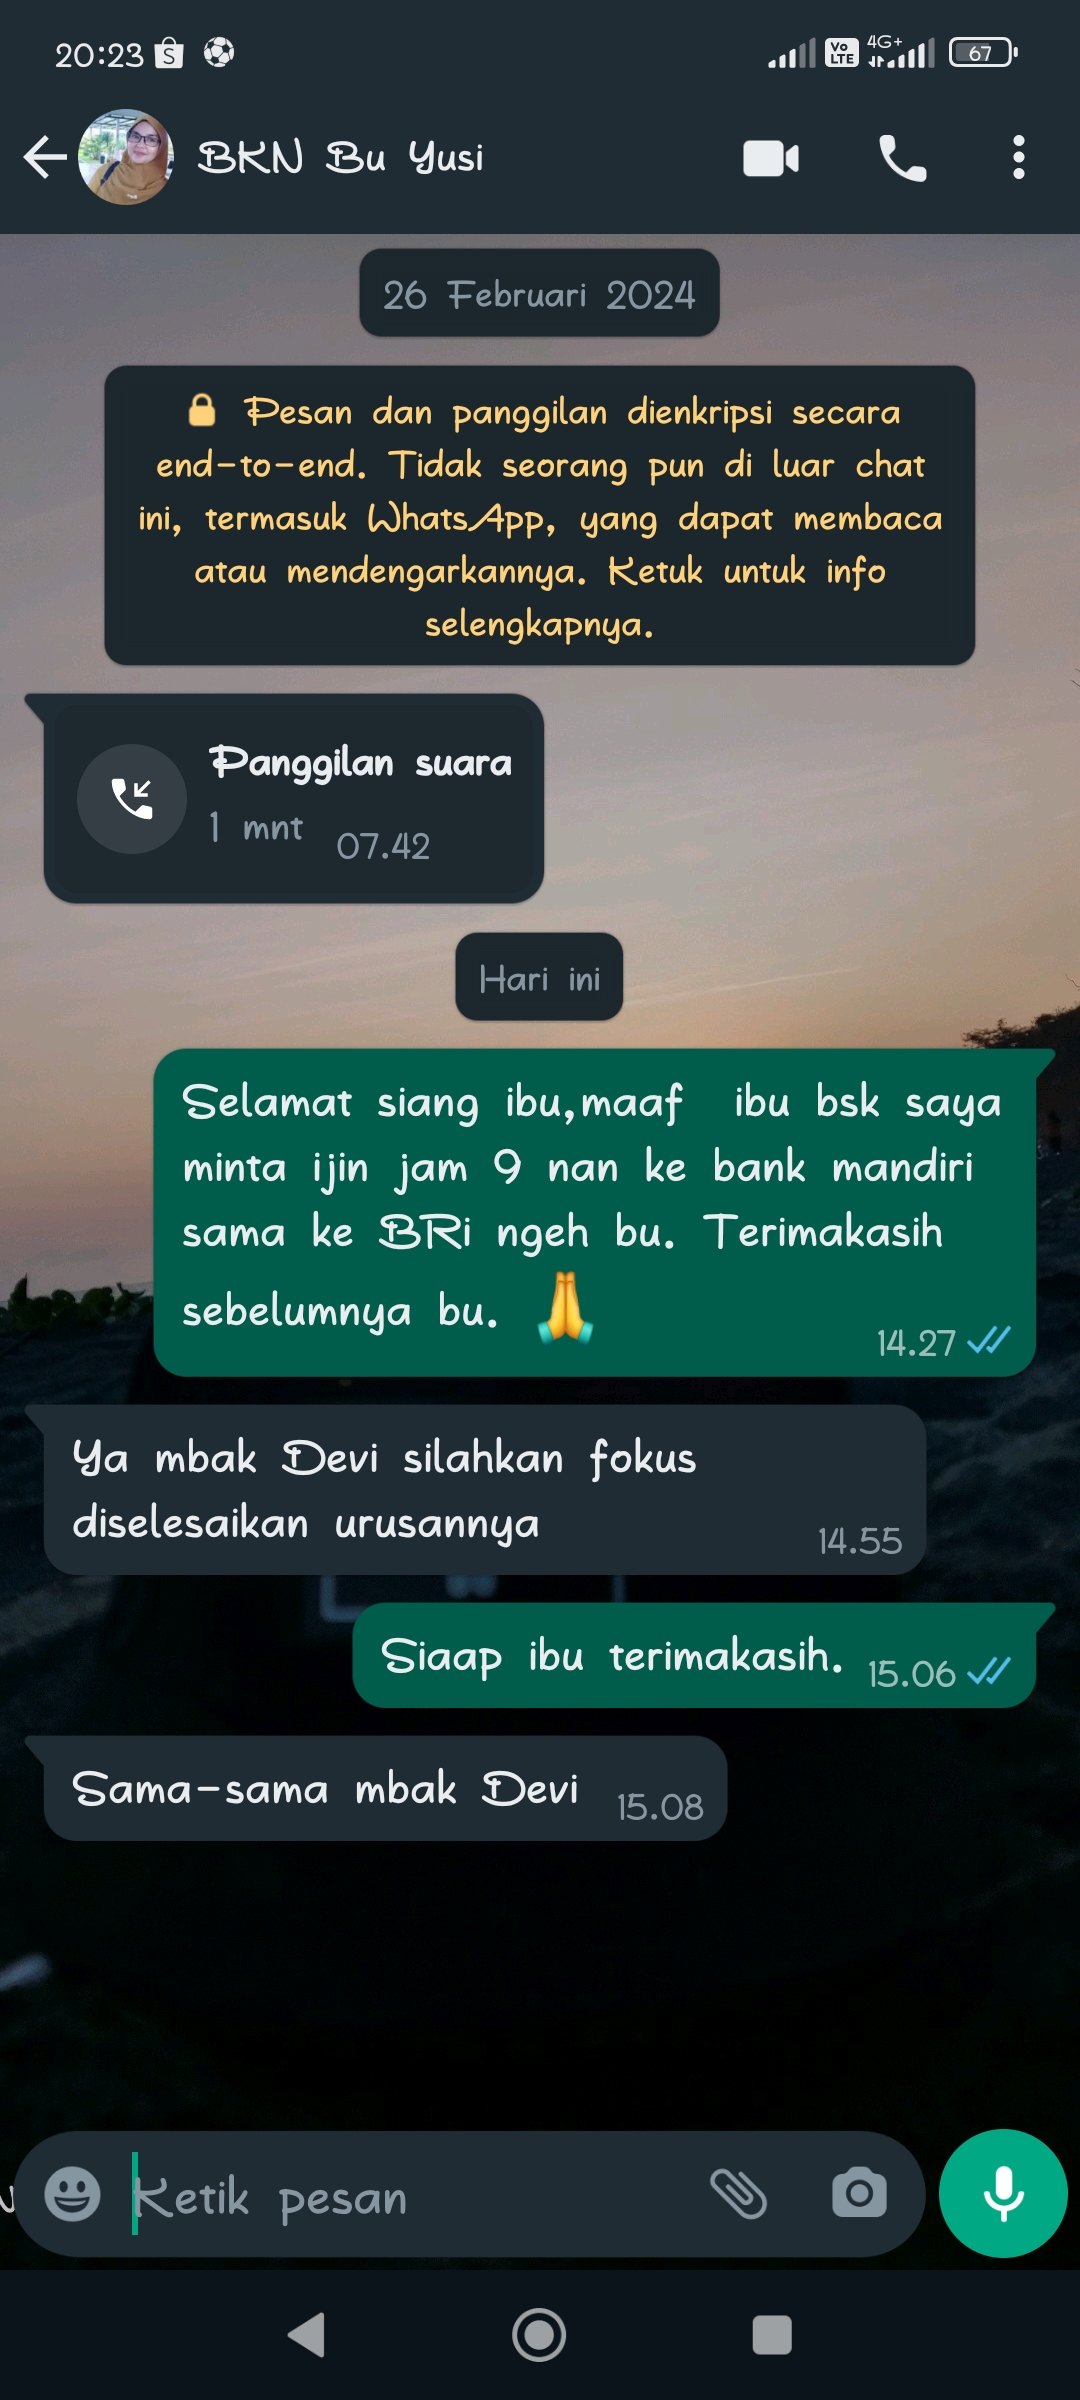 20:23
Vo LTE 4G+ 67
BKN Bu Yusi
26 Februari 2024
Pesan dan panggilan dienkripsi secara
end-to-end. Tidak seorang pun di luar chat
ini, termasuk WhatsApp, yang dapat membaca
atau mendengarkannya. Ketuk untuk info
selengkapnya.
Panggilan suara
1 mnt 07.42
Hari ini
Selamat siang ibu,maaf ibu bsk saya
minta ijin jam 9 nan ke bank mandiri
sama ke BRi ngeh bu. Terimakasih
sebelumnya bu. 🙏
14.27
Ya mbak Devi silahkan fokus
diselesaikan urusannya
14.55
Siaap ibu terimakasih. 15.06
Sama-sama mbak Devi 15.08
Ketik pesan